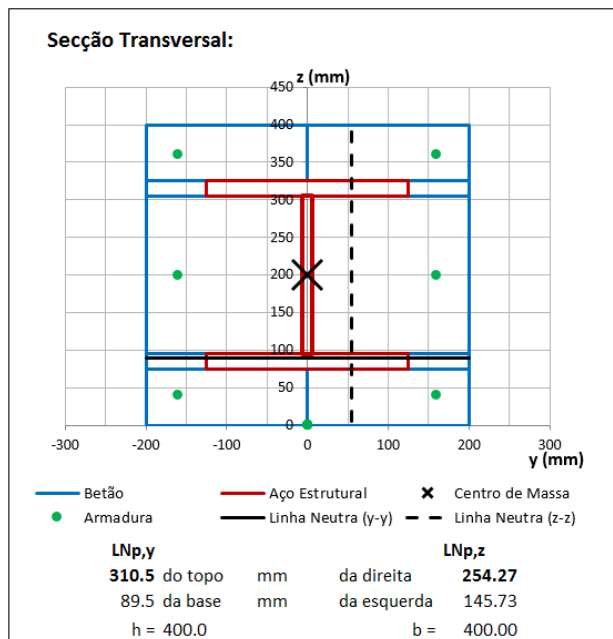 Secção Transversal:
z (mm)
450
400
350
300
250
200
150
100
50
0
-300 -200 -100 0 100 200 300
y (mm)
Betão Aço Estrutural Centro de Massa
Armadura Linha Neutra (y-y) Linha Neutra (z-z)
LNp,y LNp,z
310.5 do topo mm da direita 254.27
89.5 da base mm da esquerda 145.73
h = 400.0 b = 400.00